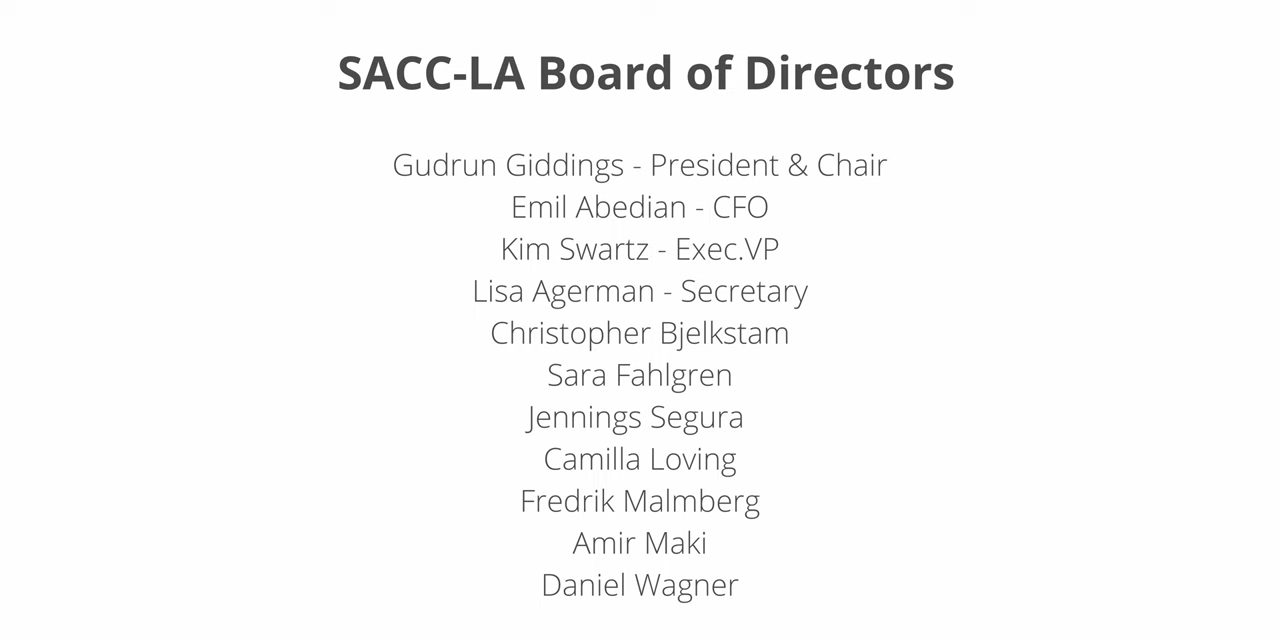 SACC-LA Board of Directors
Gudrun Giddings - President & Chair
Emil Abedian - CFO
Kim Swartz - Exec.VP
Lisa Agerman - Secretary
Christopher Bjelkstam
Sara Fahlgren
Jennings Segura
Camilla Loving
Fredrik Malmberg
Amir Maki
Daniel Wagner